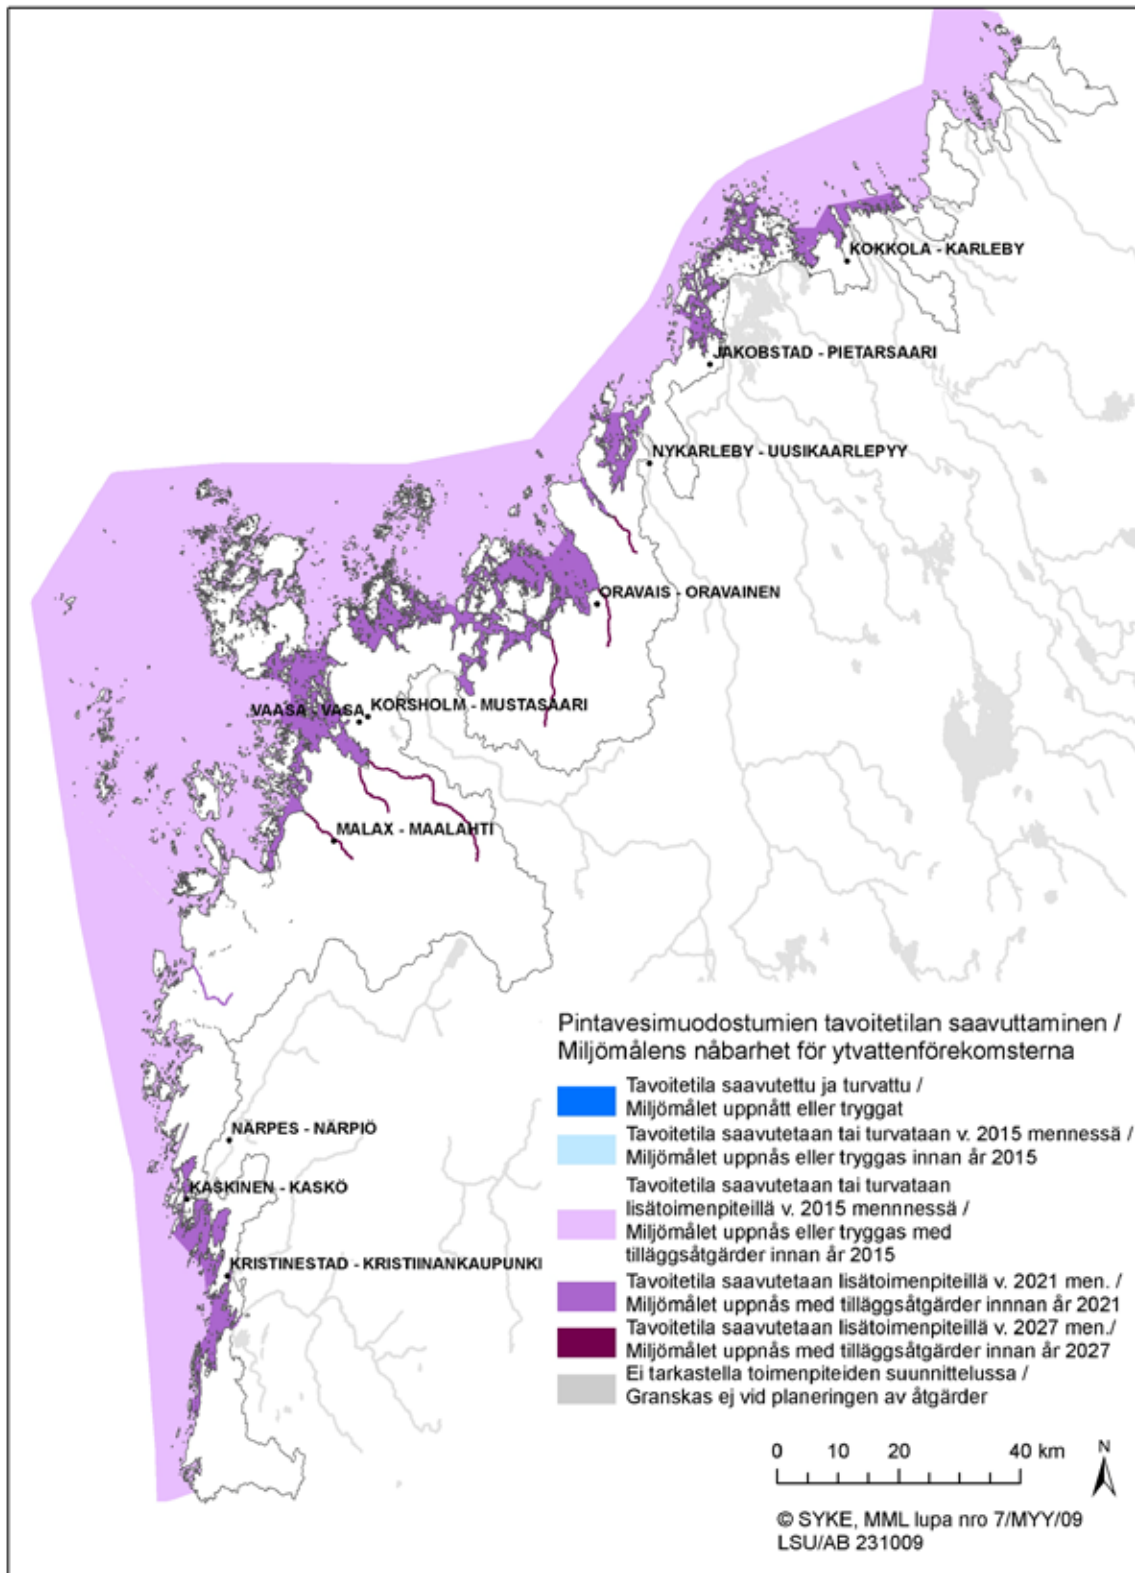 KOKKOLA - KARLEBY
JAKOBSTAD - PIETARSAARI
NYKARLEBY - UUSIKAARLEPYY
ORAVAIS - ORAVAINEN
KORSHOLM - MUSTASAARI
VAASA - VASA
MALAX - MAALAHTI
NÄRPES - NÄRPIÖ
KASKINEN - KASKÖ
KRISTINESTAD - KRISTIINANKAUPUNKI
Pintavesimuodostumien tavoitetilan saavuttaminen /
Miljömålens nåbarhet för ytvattenförekomsterna
Tavoitetila saavutettu ja turvattu /
Miljömålet uppnått eller tryggat
Tavoitetila saavutetaan tai turvataan v. 2015 mennessä /
Miljömålet uppnås eller tryggas innan år 2015
Tavoitetila saavutetaan tai turvataan
lisätoimenpiteillä v. 2015 mennnessä /
Miljömålet uppnås eller tryggas med
tilläggsåtgärder innan år 2015
Tavoitetila saavutetaan lisätoimenpiteillä v. 2021 men. /
Miljömålet uppnås med tilläggsåtgärder innnan år 2021
Tavoitetila saavutetaan lisätoimenpiteillä v. 2027 men./
Miljömålet uppnås med tilläggsåtgärder innan år 2027
Ei tarkastella toimenpiteiden suunnittelussa /
Granskas ej vid planeringen av åtgärder
0 10 20 40 km
N
© SYKE, MML lupa nro 7/MYY/09
LSU/AB 231009